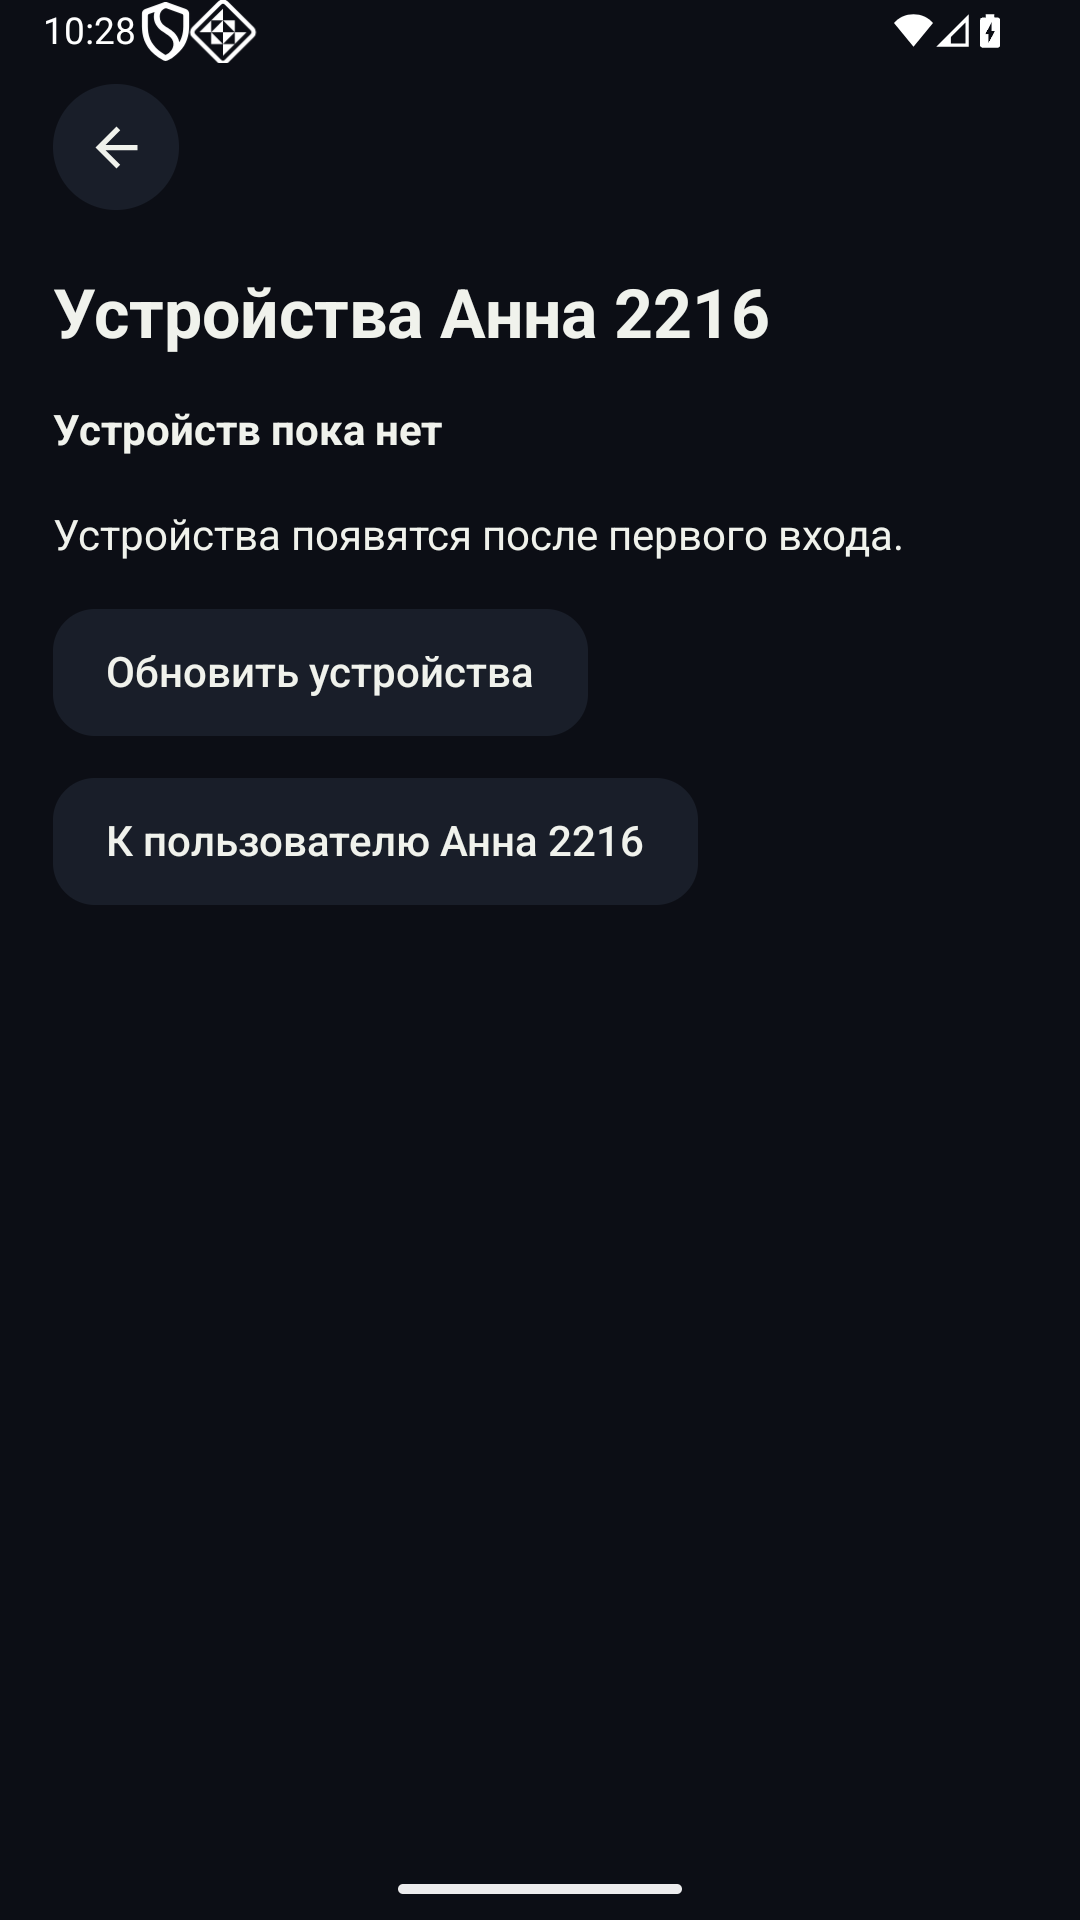 10:28
Устройства Анна 2216
Устройств пока нет
Устройства появятся после первого входа.
Обновить устройства
К пользователю Анна 2216